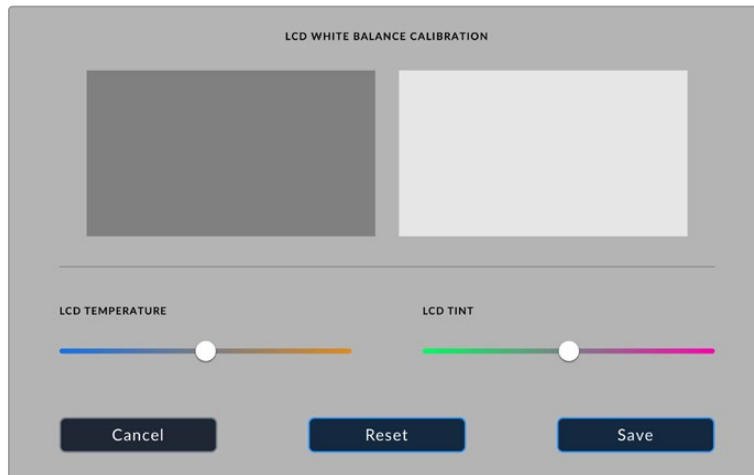 LCD WHITE BALANCE CALIBRATION
LCD TEMPERATURE
LCD TINT
Cancel
Reset
Save